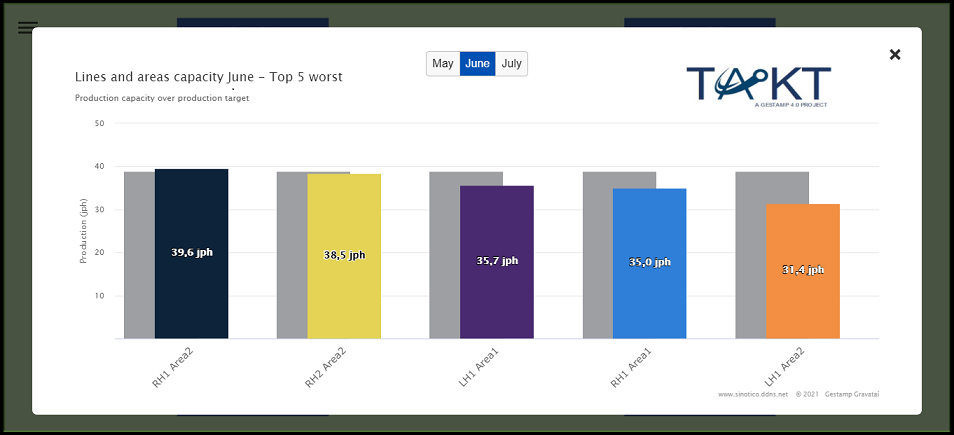 May June July
Lines and areas capacity June - Top 5 worst
Production capacity over production target
TAKT
A GESTAMP 4.0 PROJECT
Production (jph)
50
40
30
20
10
39,6 jph
38,5 jph
35,7 jph
35,0 jph
31,4 jph
RH1 Area2
RH2 Area2
LH1 Area1
RH1 Area1
LH1 Area2
www.sinotico.ddns.net © 2021 Gestamp Gravataí